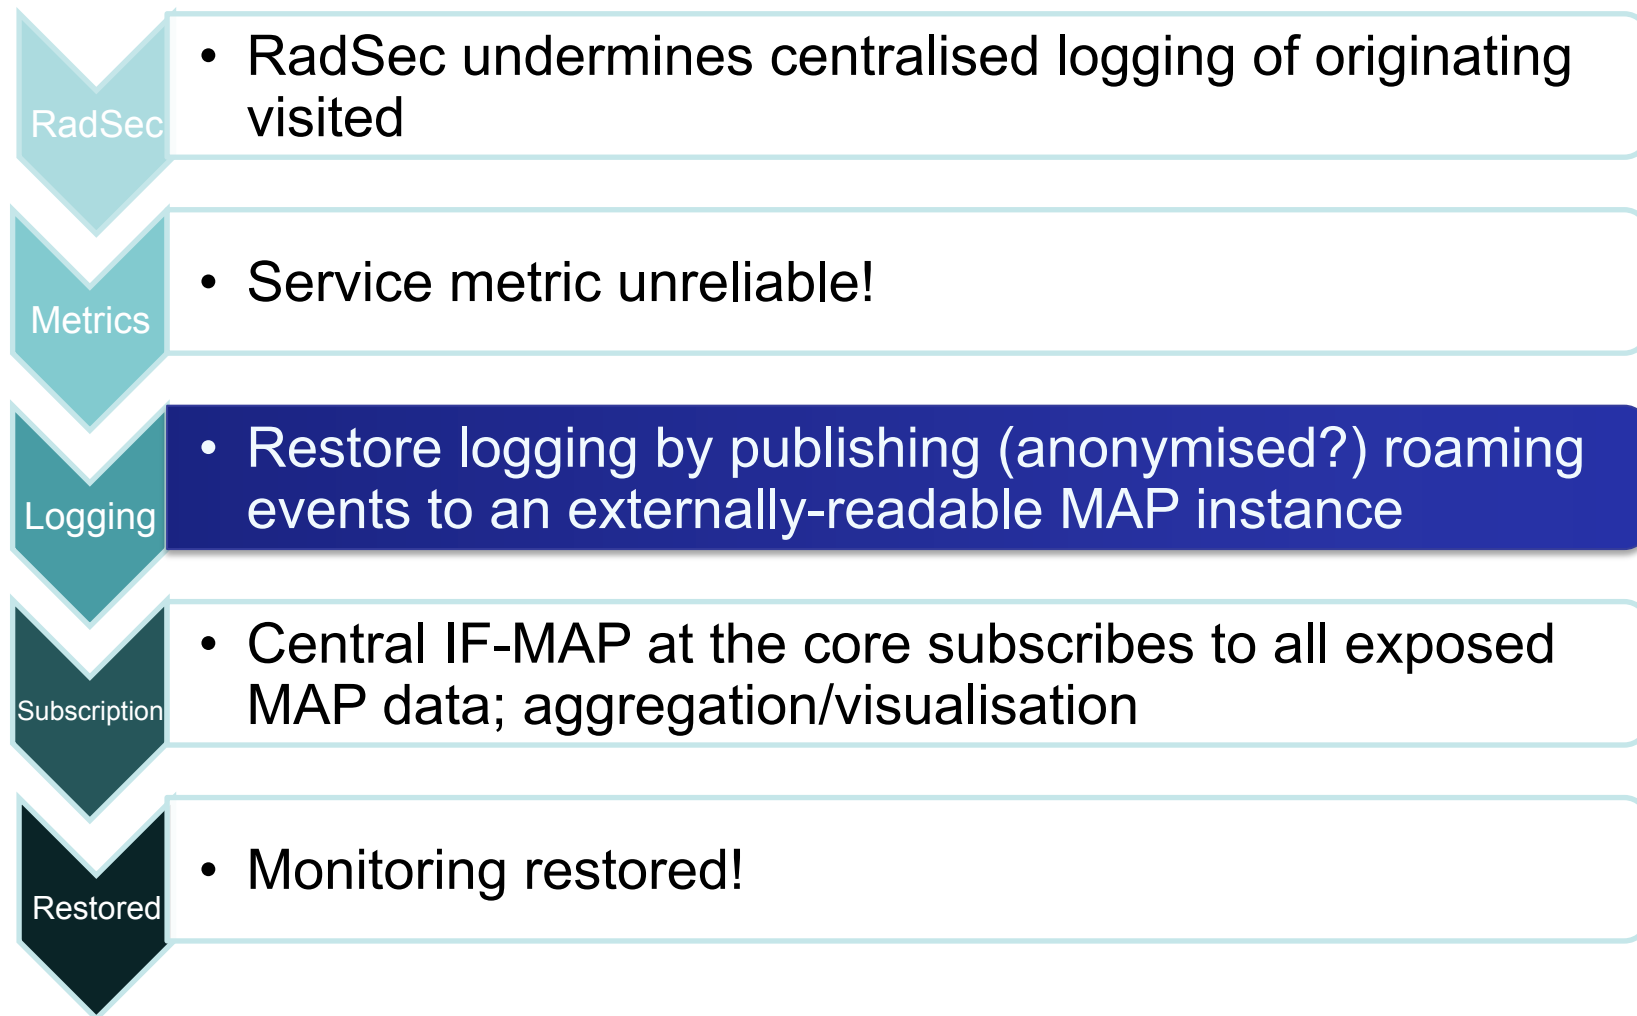 RadSec
• RadSec undermines centralised logging of originating
visited
Metrics
• Service metric unreliable!
Logging
• Restore logging by publishing (anonymised?) roaming
events to an externally-readable MAP instance
Subscription
• Central IF-MAP at the core subscribes to all exposed
MAP data; aggregation/visualisation
Restored
• Monitoring restored!